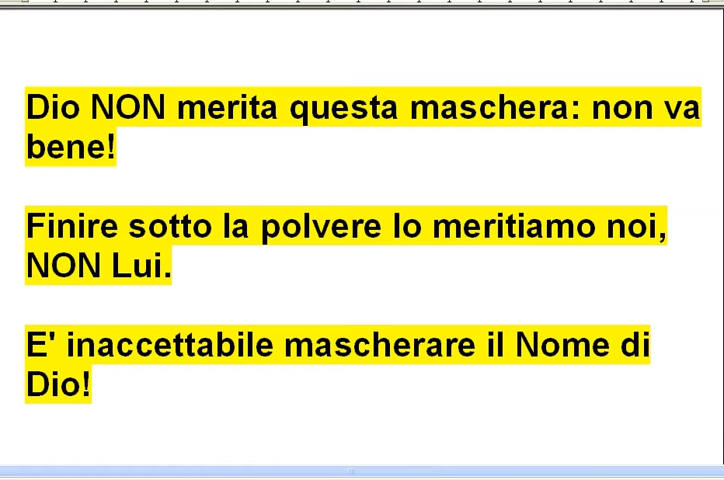 Dio NON merita questa maschera: non va
bene!
Finire sotto la polvere lo meritiamo noi,
NON Lui.
E' inaccettabile mascherare il Nome di
Dio!